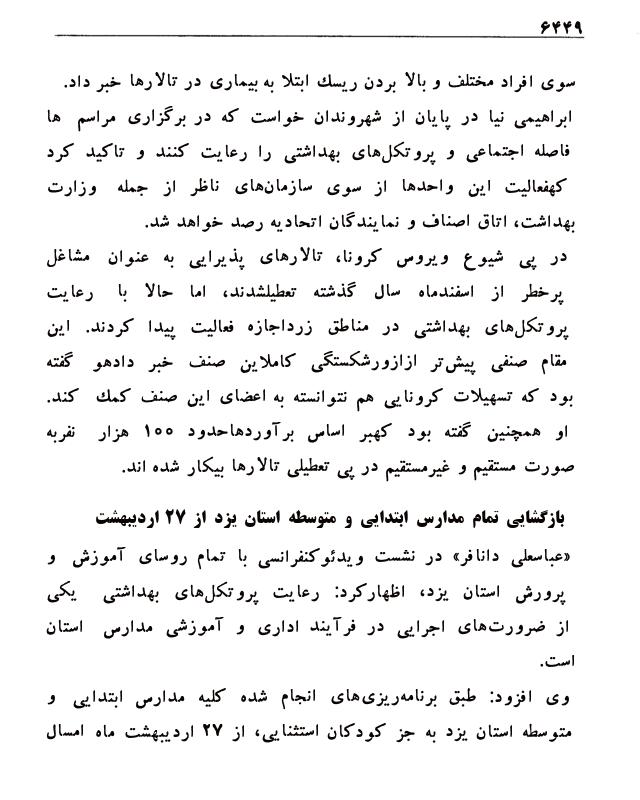 ۶۴۴۹
سوی افراد مختلف و بالا بردن ریسك ابتلا به بیماری در تالارها خبر داد.
ابراهیمی نیا در پایان از شهروندان خواست که در برگزاری مراسم ها
فاصله اجتماعی و پروتکل‌های بهداشتی را رعایت کنند و تاکید کرد
کهفعالیت این واحدها از سوی سازمان‌های ناظر از جمله وزارت
بهداشت، اتاق اصناف و نمایندگان اتحادیه رصد خواهد شد.
در پی شیوع ویروس کرونا، تالارهای پذیرایی به عنوان مشاغل
پرخطر از اسفندماه سال گذشته تعطیلشدند، اما حالا با رعایت
پروتکل‌های بهداشتی در مناطق زرداجازه فعالیت پیدا کردند. این
مقام صنفی پیش‌تر ازازورشکستگی کاملاین صنف خبر دادهو گفته
بود که تسهیلات کرونایی هم نتوانسته به اعضای این صنف کمك کند.
او همچنین گفته بود کهبر اساس برآوردهاحدود ۱۰۰ هزار نفربه
صورت مستقیم و غیرمستقیم در پی تعطیلی تالارها بیکار شده اند.
بازگشایی تمام مدارس ابتدایی و متوسطه استان یزد از ۲۷ اردیبهشت
«عباسعلی دانافر» در نشست ویدئوکنفرانسی با تمام روسای آموزش و
پرورش استان یزد، اظهارکرد: رعایت پروتکل‌های بهداشتی یکی
از ضرورت‌های اجرایی در فرآیند اداری و آموزشی مدارس استان
است.
وی افزود: طبق برنامه‌ریزی‌های انجام شده کلیه مدارس ابتدایی و
متوسطه استان یزد به جز کودکان استثنایی، از ۲۷ اردیبهشت ماه امسال